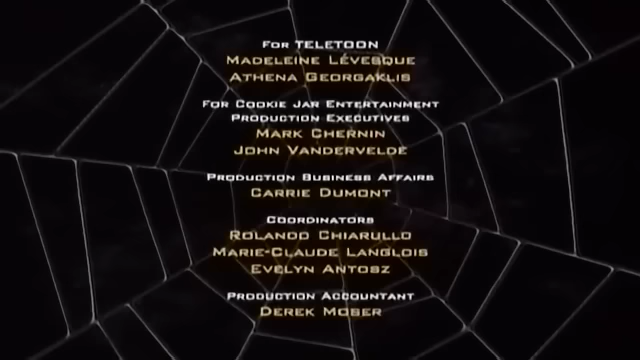 For TELETOON
Madeleine Lévesque
Athena Georgaklis
For Cookie Jar Entertainment
Production Executives
Mark Chernin
John Vandervelde
Production Business Affairs
Carrie Dumont
Coordinators
Rolando Chiarullo
Marie-Claude Langlois
Evelyn Antosz
Production Accountant
Derek Moser